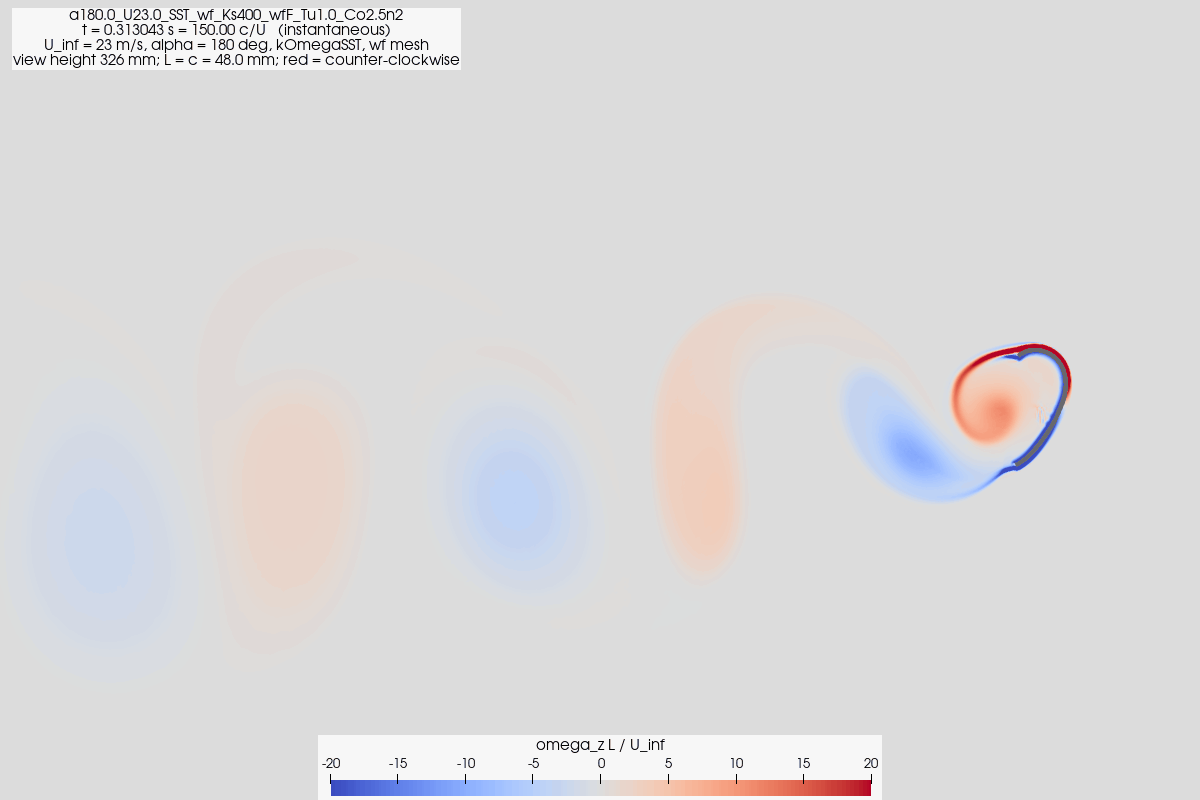 a180.0_U23.0_SST_wf_Ks400_wfF_Tu1.0_Co2.5n2
t = 0.313043 s = 150.00 c/U (instantaneous)
U_inf = 23 m/s, alpha = 180 deg, kOmegaSST, wf mesh
view height 326 mm; L = c = 48.0 mm; red = counter-clockwise
omega_z L / U_inf
-20 -15 -10 -5 0 5 10 15 20